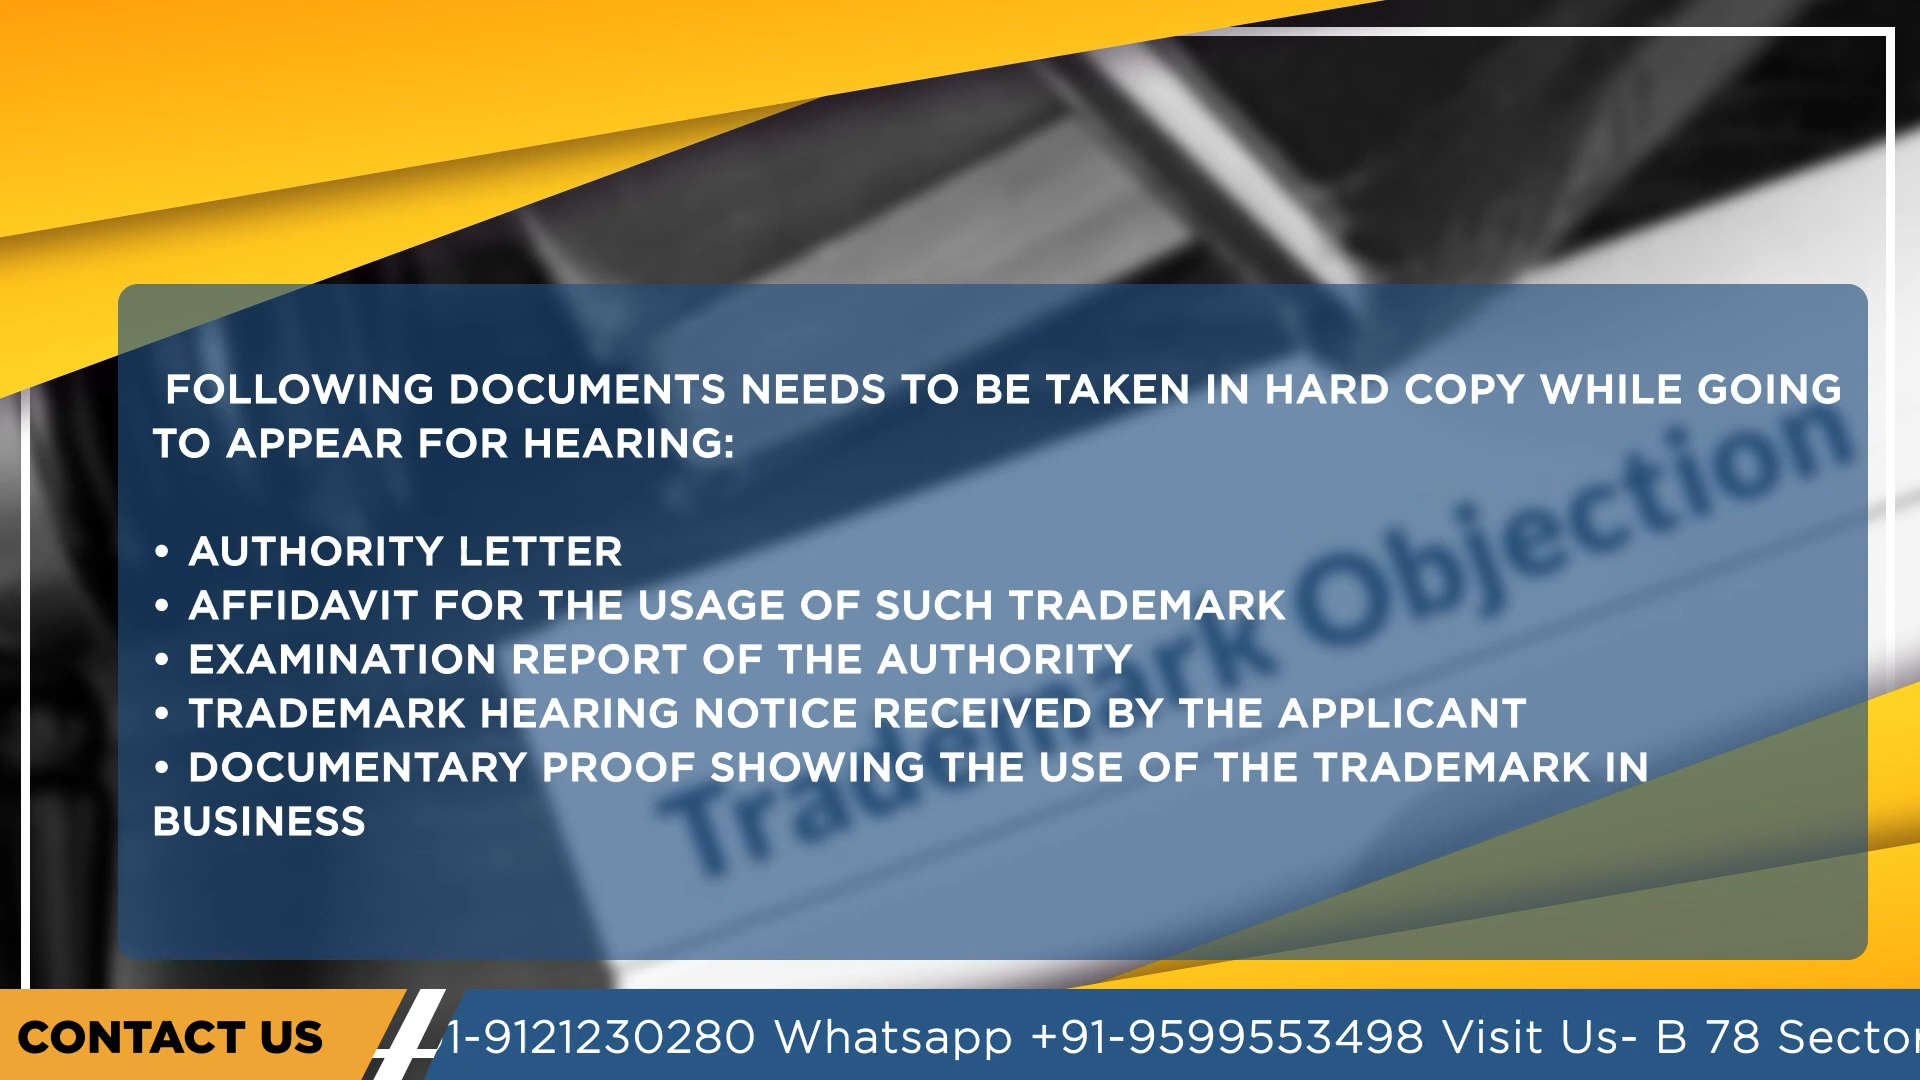 FOLLOWING DOCUMENTS NEEDS TO BE TAKEN IN HARD COPY WHILE GOING
TO APPEAR FOR HEARING:
• AUTHORITY LETTER
• AFFIDAVIT FOR THE USAGE OF SUCH TRADEMARK
• EXAMINATION REPORT OF THE AUTHORITY
• TRADEMARK HEARING NOTICE RECEIVED BY THE APPLICANT
• DOCUMENTARY PROOF SHOWING THE USE OF THE TRADEMARK IN
BUSINESS
Trademark Objection
CONTACT US
1-9121230280 Whatsapp +91-9599553498 Visit Us- B 78 Sector